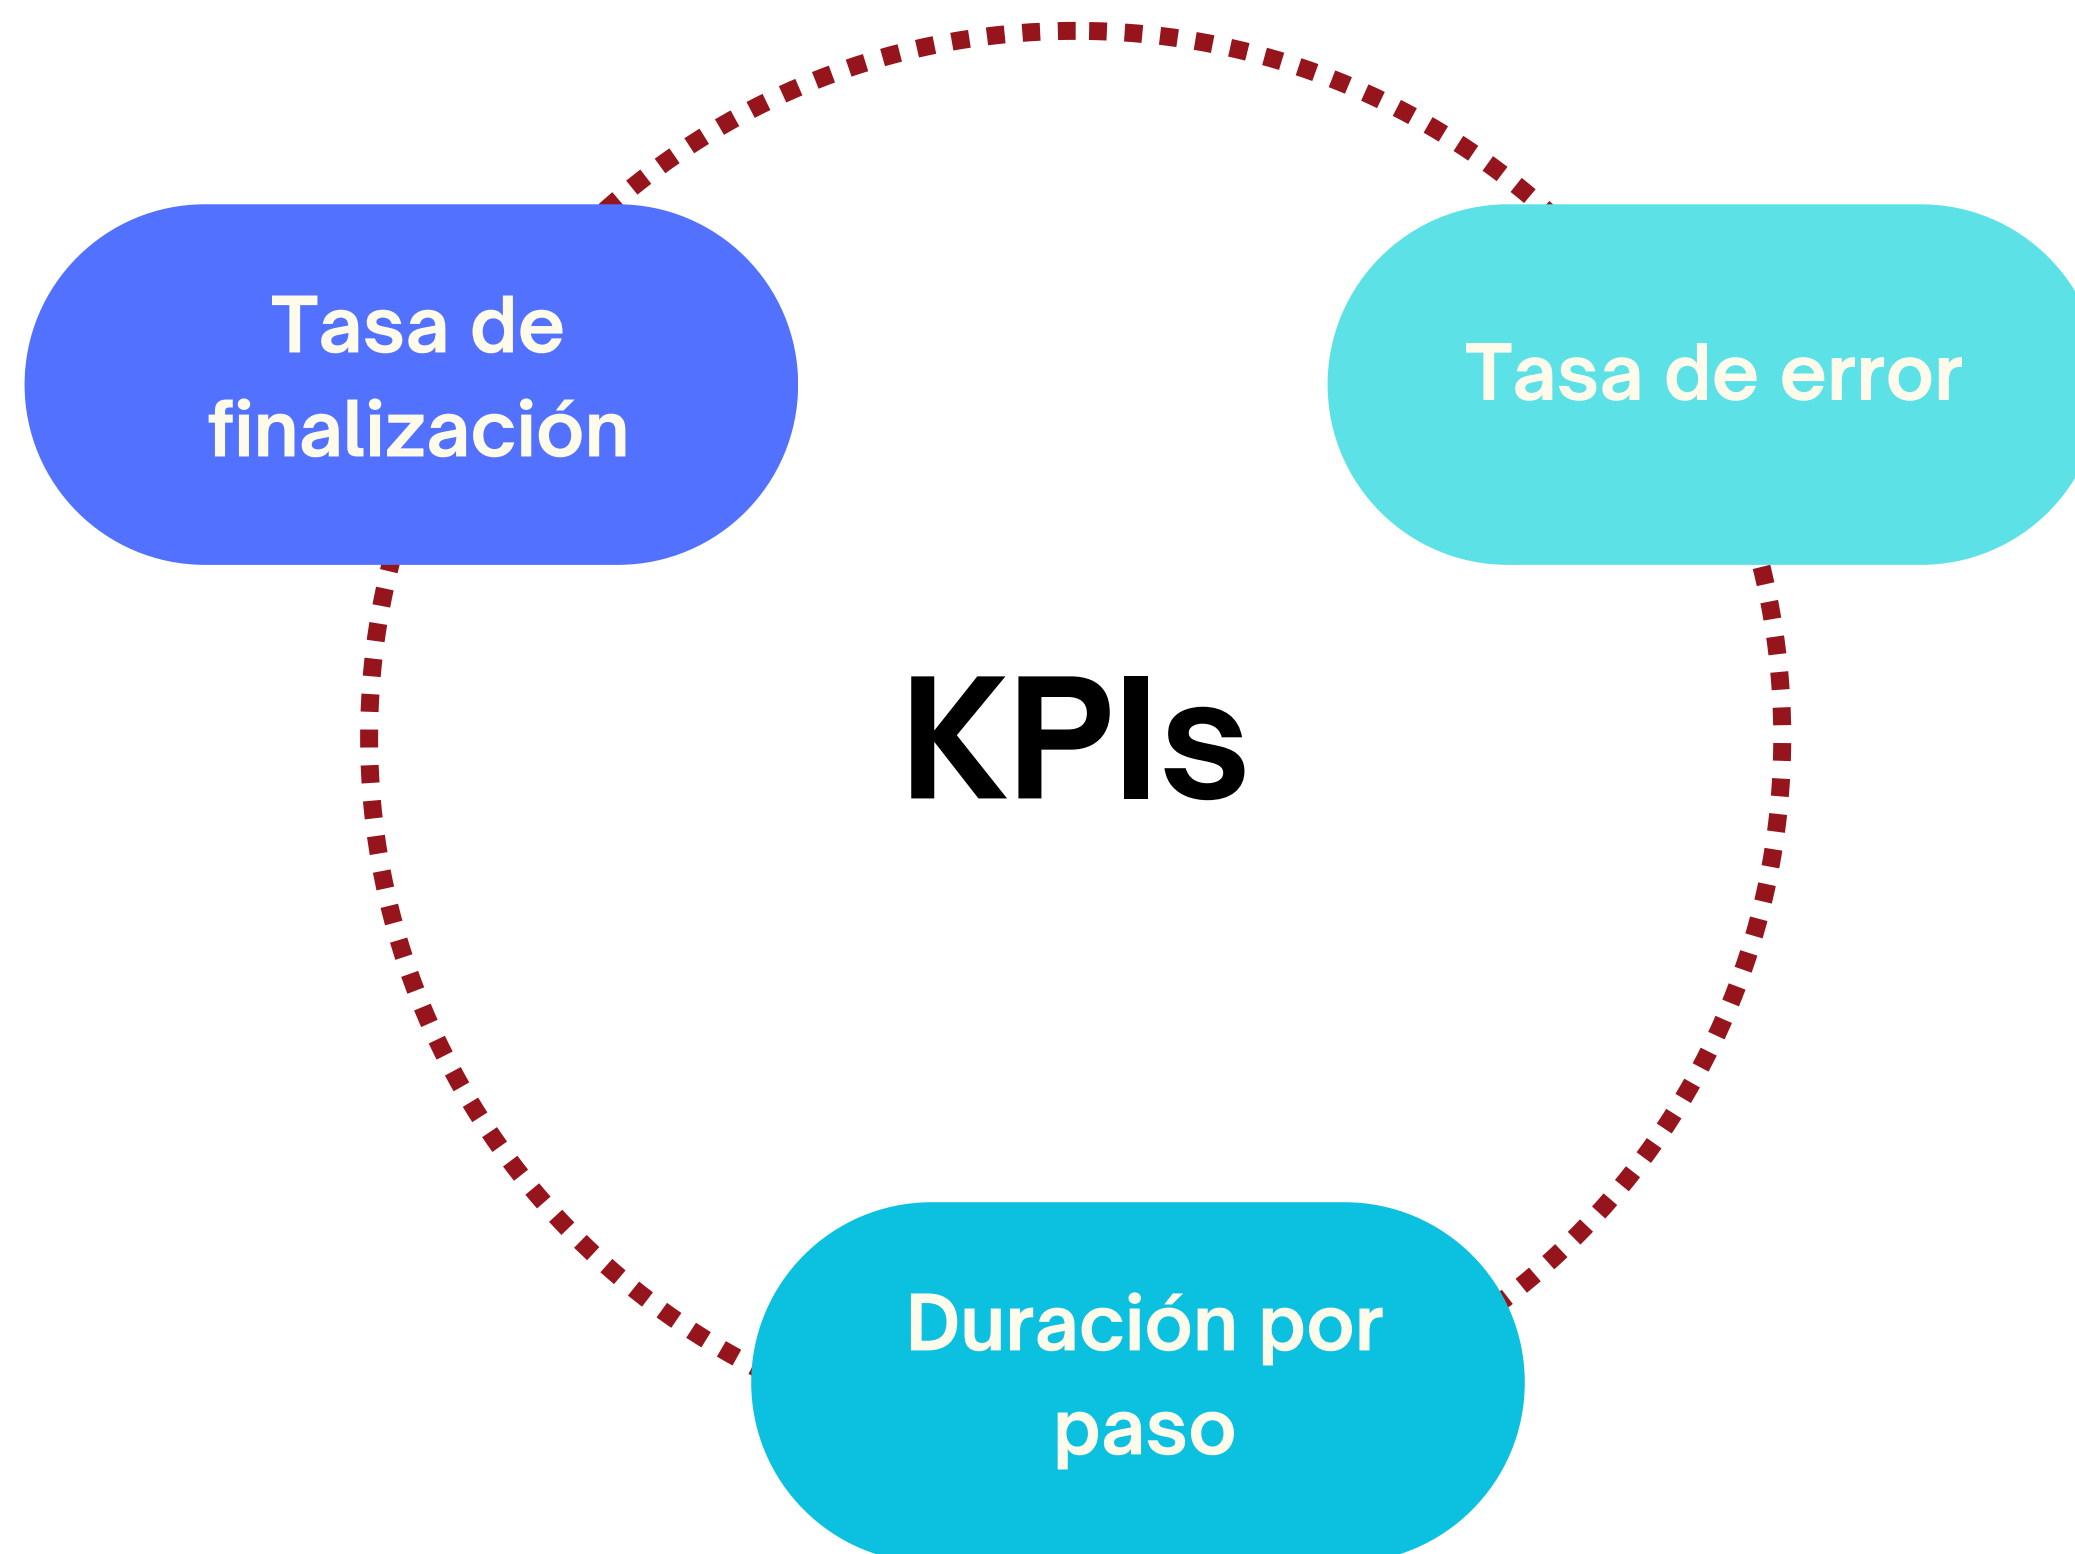 Tasa de
finalización
Tasa de error
KPIs
Duración por
paso